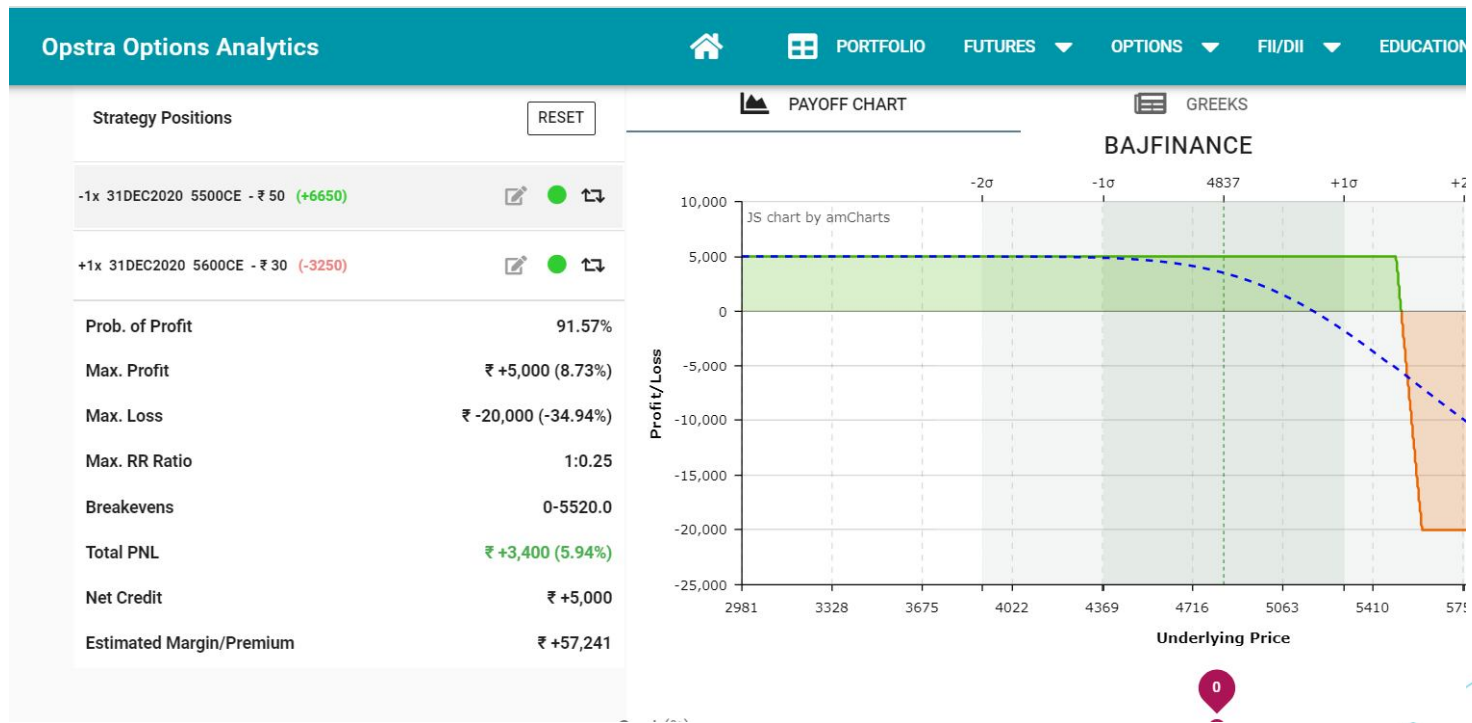 Opstra Options Analytics
PORTFOLIO FUTURES OPTIONS FII/DII EDUCATION
Strategy Positions RESET
-1x 31DEC2020 5500CE - ₹ 50 (+6650)
+1x 31DEC2020 5600CE - ₹ 30 (-3250)
Prob. of Profit 91.57%
Max. Profit ₹ +5,000 (8.73%)
Max. Loss ₹ -20,000 (-34.94%)
Max. RR Ratio 1:0.25
Breakevens 0-5520.0
Total PNL ₹ +3,400 (5.94%)
Net Credit ₹ +5,000
Estimated Margin/Premium ₹ +57,241
PAYOFF CHART GREEKS
BAJFINANCE
-2σ -1σ 4837 +1σ
JS chart by amCharts
10,000
5,000
0
-5,000
-10,000
-15,000
-20,000
-25,000
Profit/Loss
2981 3328 3675 4022 4369 4716 5063 5410
Underlying Price
0